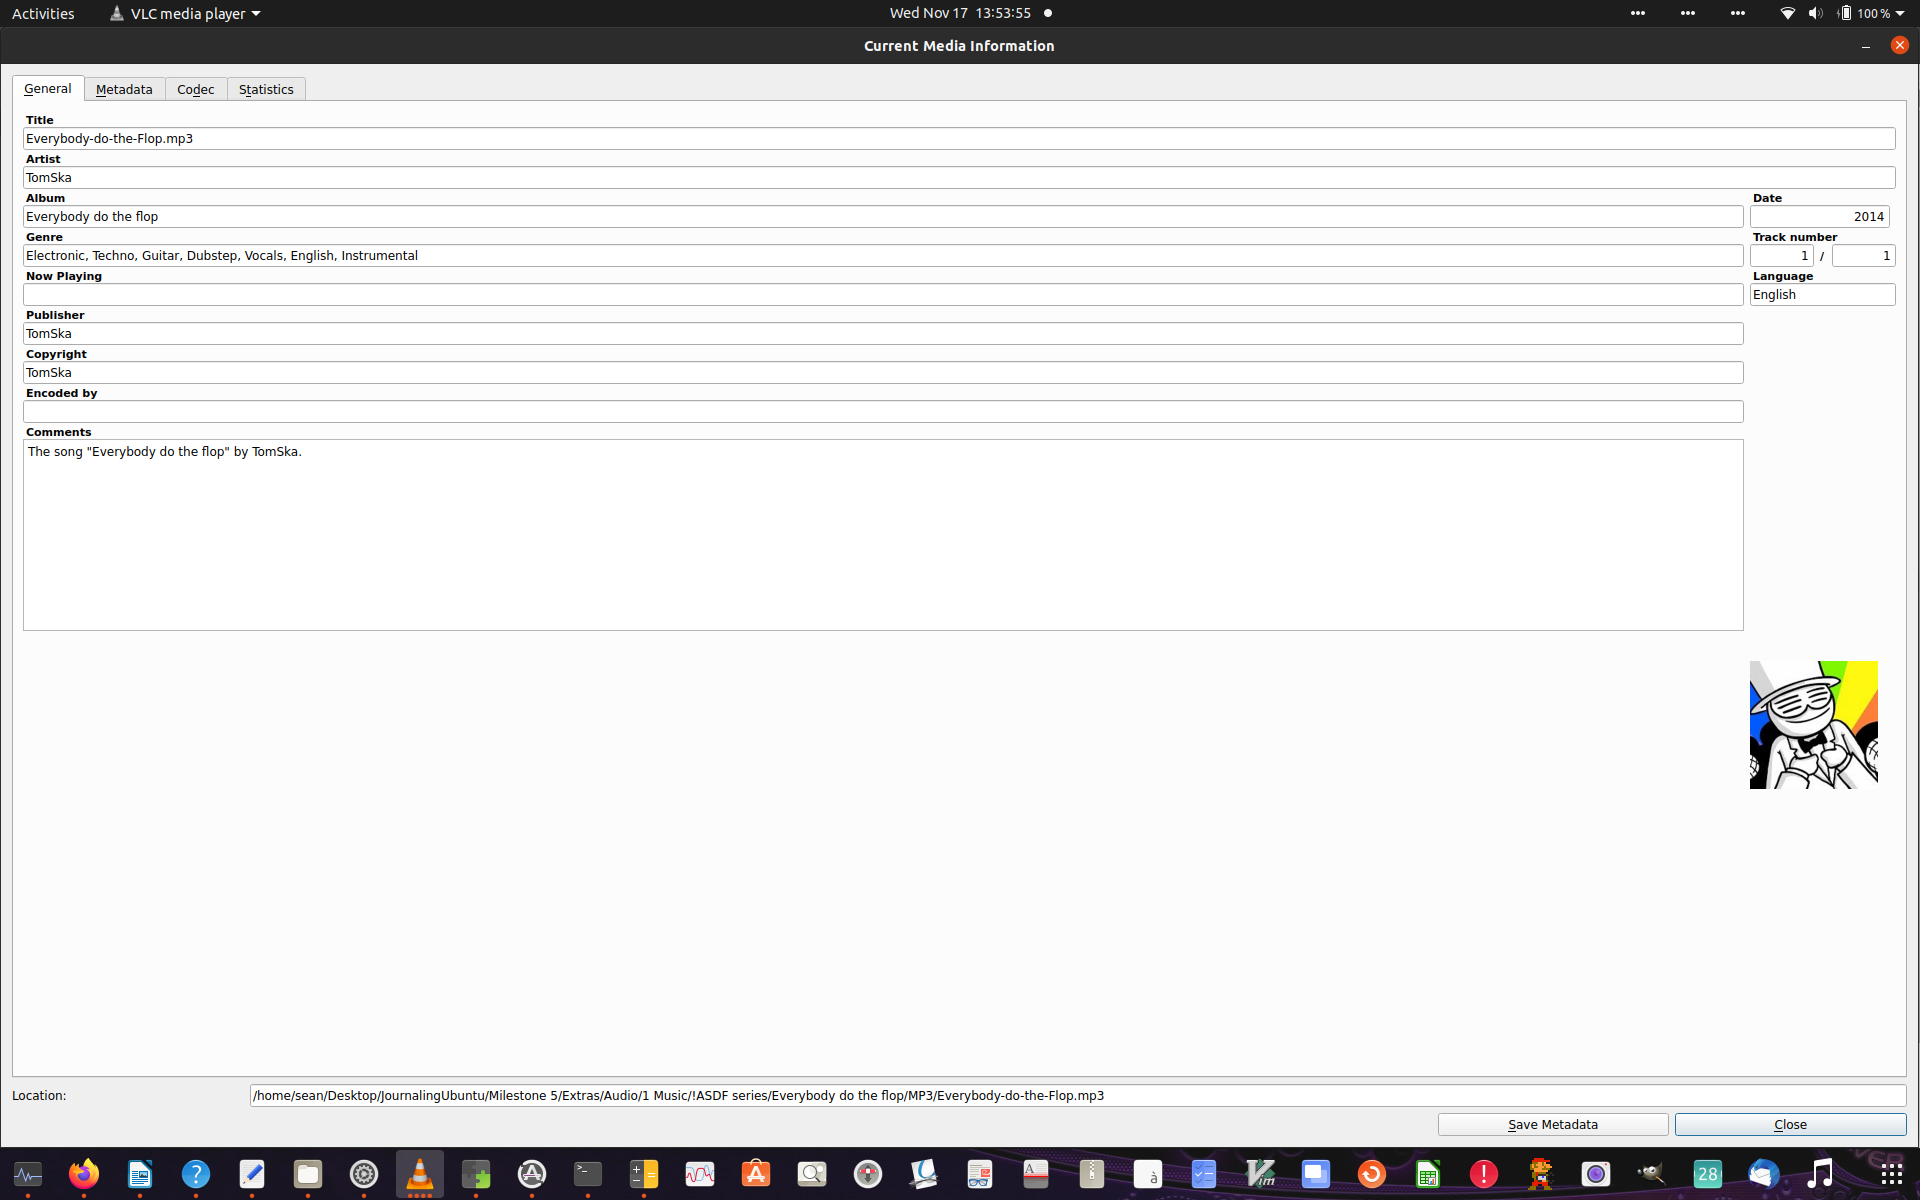 Activities VLC media player Wed Nov 17 13:53:55 100 %
Current Media Information
General Metadata Codec Statistics
Title
Everybody-do-the-Flop.mp3
Artist
TomSka
Album Date
Everybody do the flop 2014
Genre Track number
Electronic, Techno, Guitar, Dubstep, Vocals, English, Instrumental 1 / 1
Now Playing Language
English
Publisher
TomSka
Copyright
TomSka
Encoded by
Comments
The song "Everybody do the flop" by TomSka.
Location: /home/sean/Desktop/JournalingUbuntu/Milestone 5/Extras/Audio/1 Music/!ASDF series/Everybody do the flop/MP3/Everybody-do-the-Flop.mp3
Save Metadata Close
? >_ A à Vim ! 28